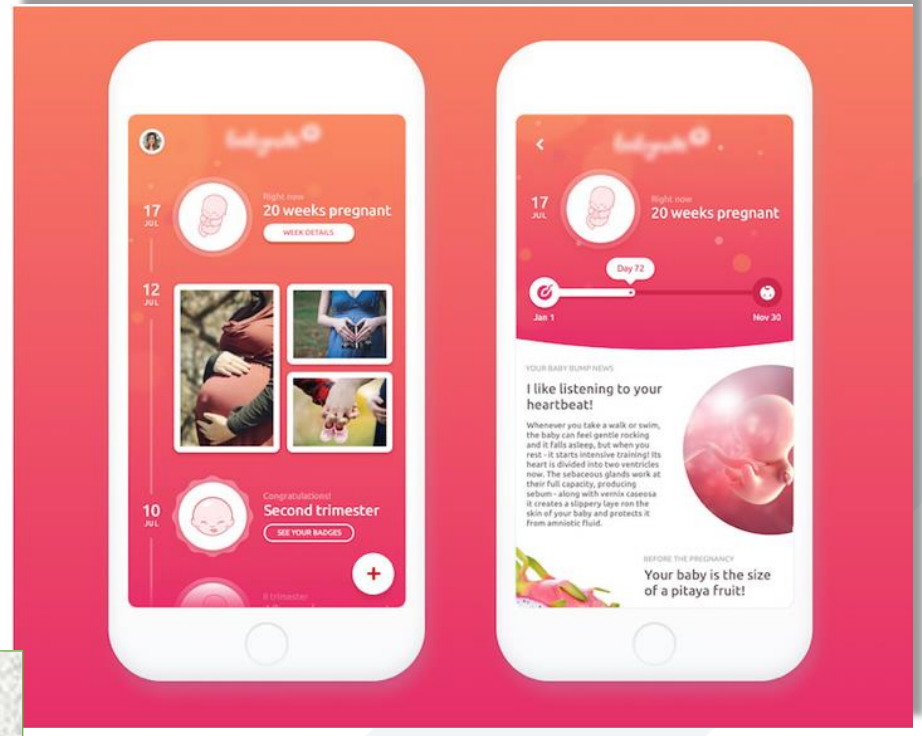 Right now
17
JUL
20 weeks pregnant
WEEK DETAILS
12
JUL
Congratulations!
10
JUL
Second trimester
SEE YOUR BADGES
+
II trimester
17
JUL
Right now
20 weeks pregnant
Day 72
Jan 1
Nov 30
YOUR BABY BUMP NEWS
I like listening to your
heartbeat!
Whenever you take a walk or swim,
the baby can feel gentle rocking
and it falls asleep, but when you
rest - it starts intensive training! Its
heart is divided into two ventricles
now. The sebaceous glands work at
their full capacity, producing
sebum - along with vernix caseosa
it creates a slippery laye ron the
skin of your baby and protects it
from amniotic fluid.
BEFORE THE PREGNANCY
Your baby is the size
of a pitaya fruit!